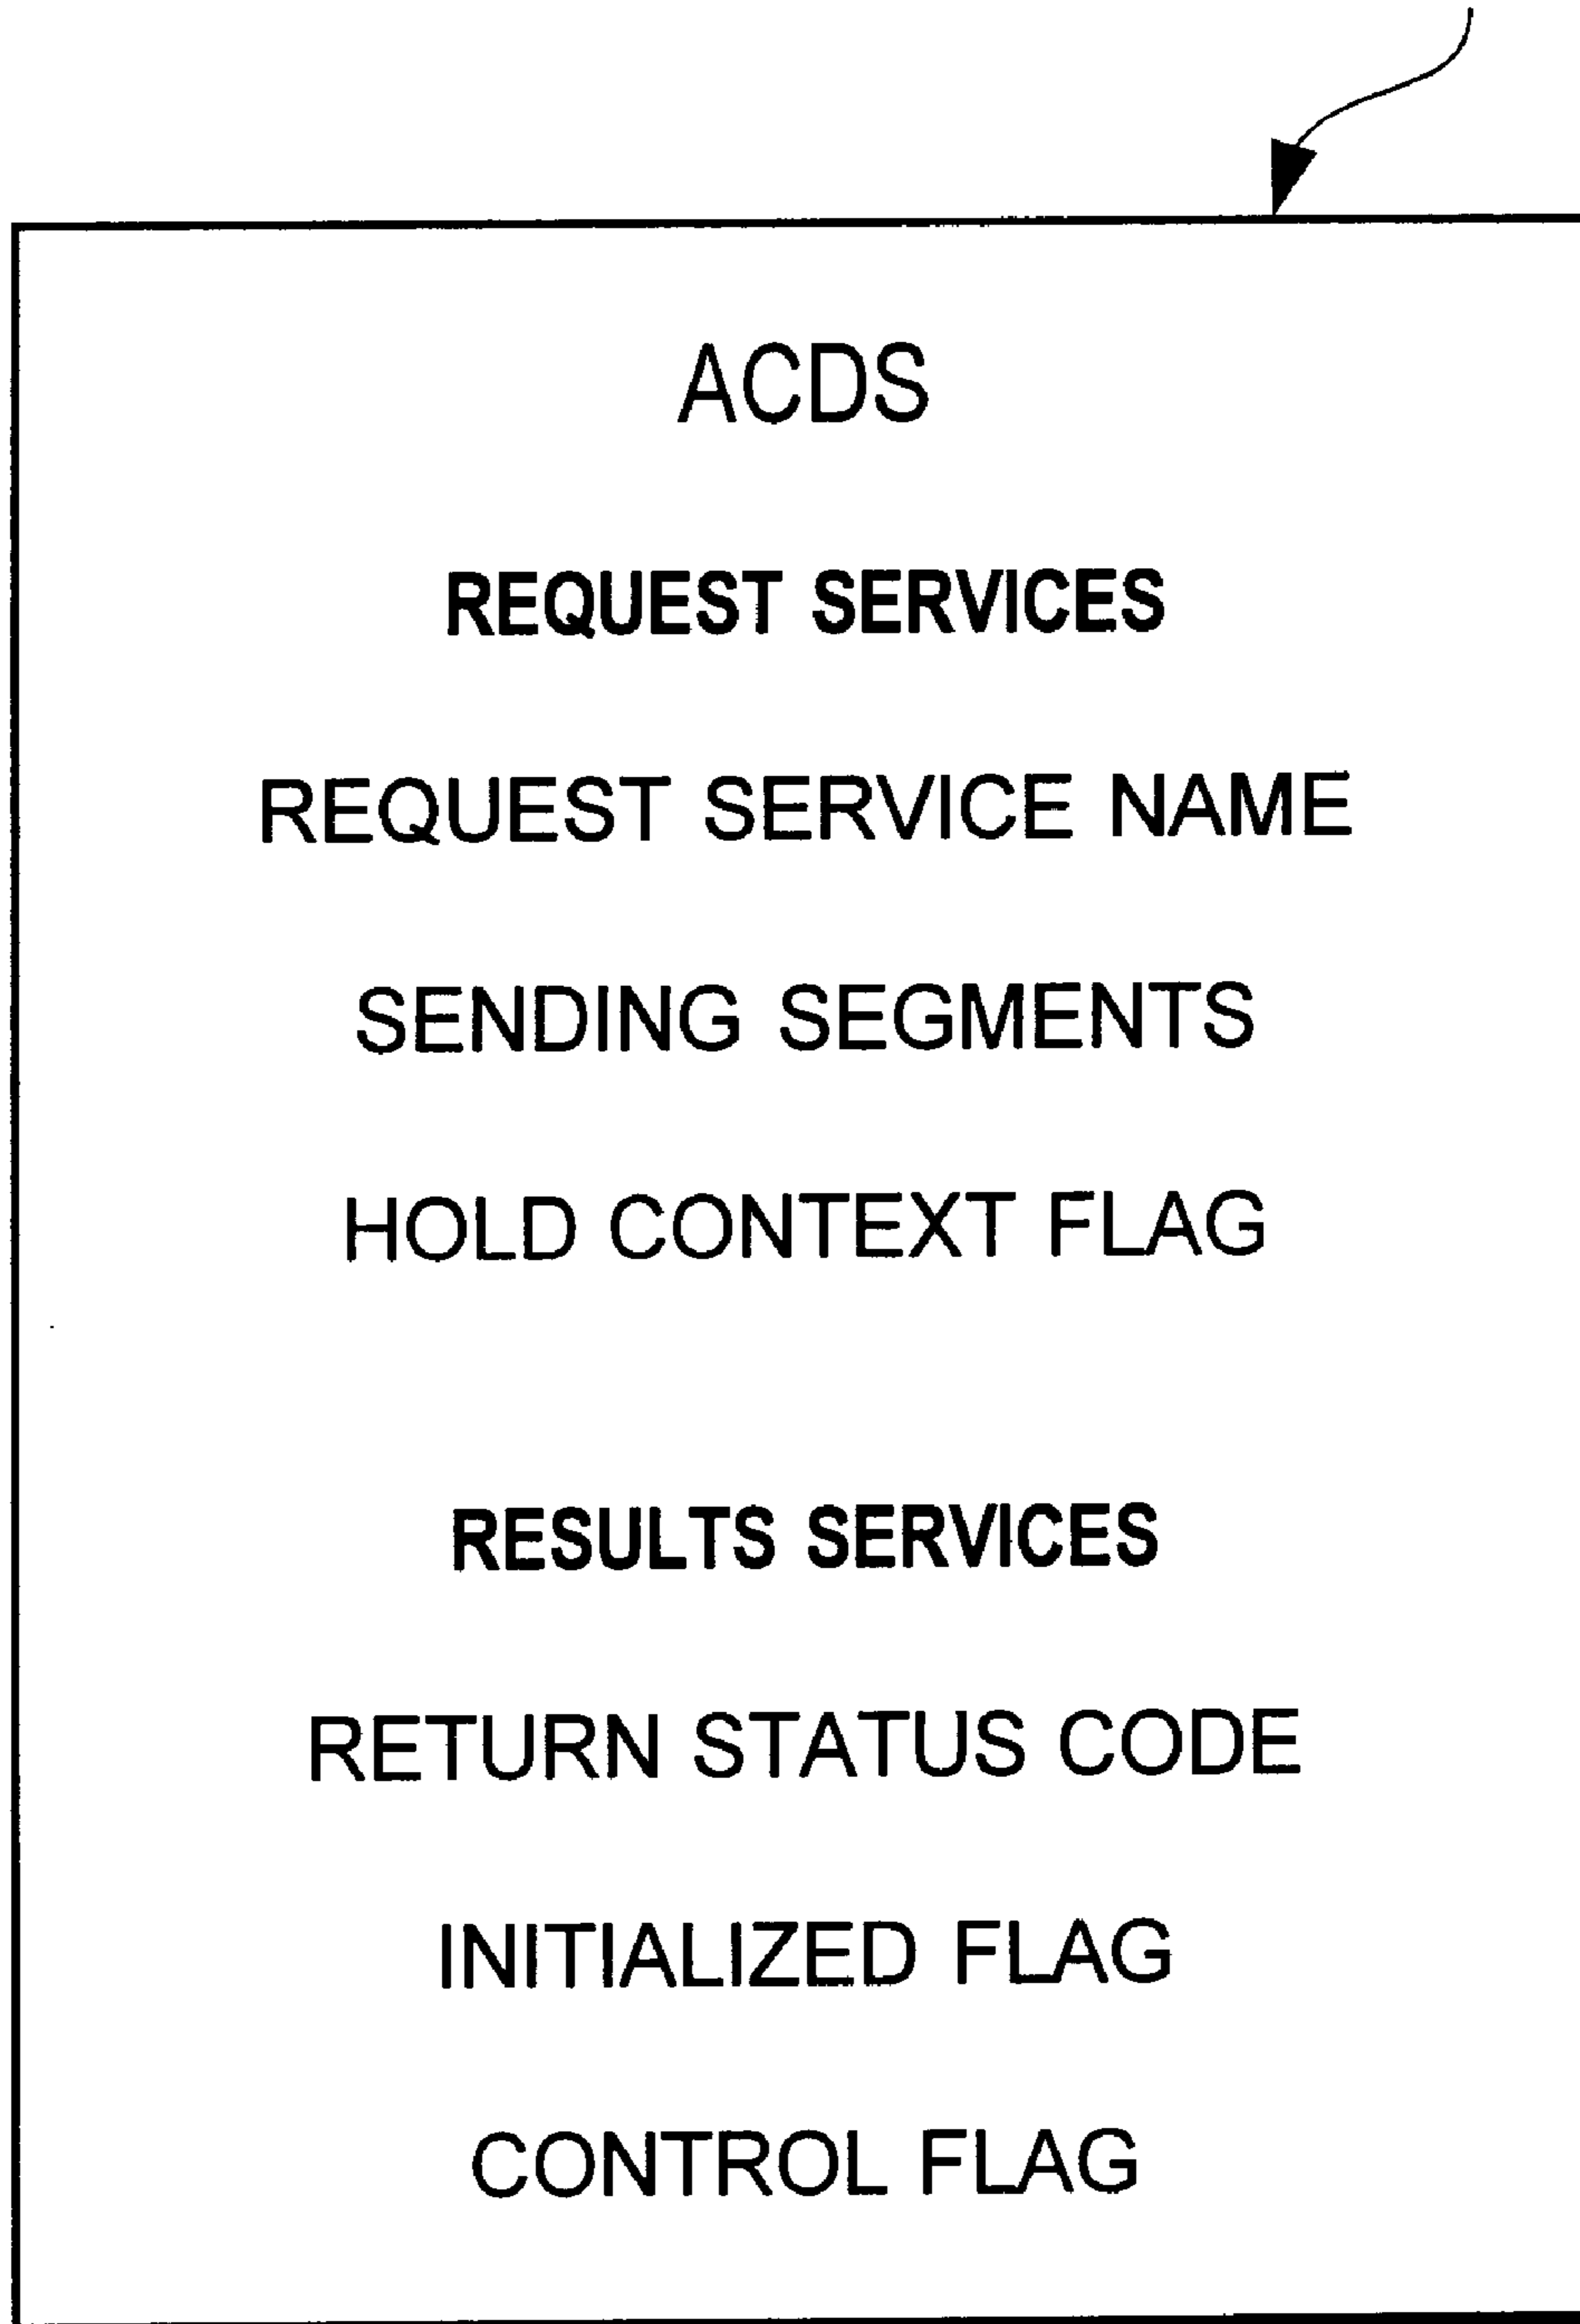 ACDS
REQUEST SERVICES
REQUEST SERVICE NAME
SENDING SEGMENTS
HOLD CONTEXT FLAG
RESULTS SERVICES
RETURN STATUS CODE
INITIALIZED FLAG
CONTROL FLAG